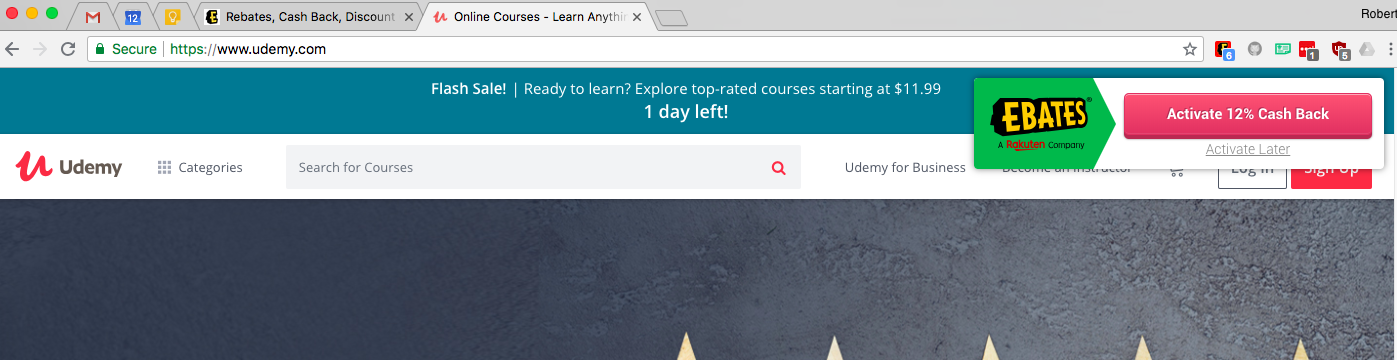 Robert
12
Rebates, Cash Back, Discount
Online Courses - Learn Anythin
Secure
https://www.udemy.com
6
1
5
Flash Sale! | Ready to learn? Explore top-rated courses starting at $11.99
1 day left!
EBATES
A Rakuten Company
Activate 12% Cash Back
Activate Later
Udemy
Categories
Search for Courses
Udemy for Business
Become an Instructor
Log In
Sign Up